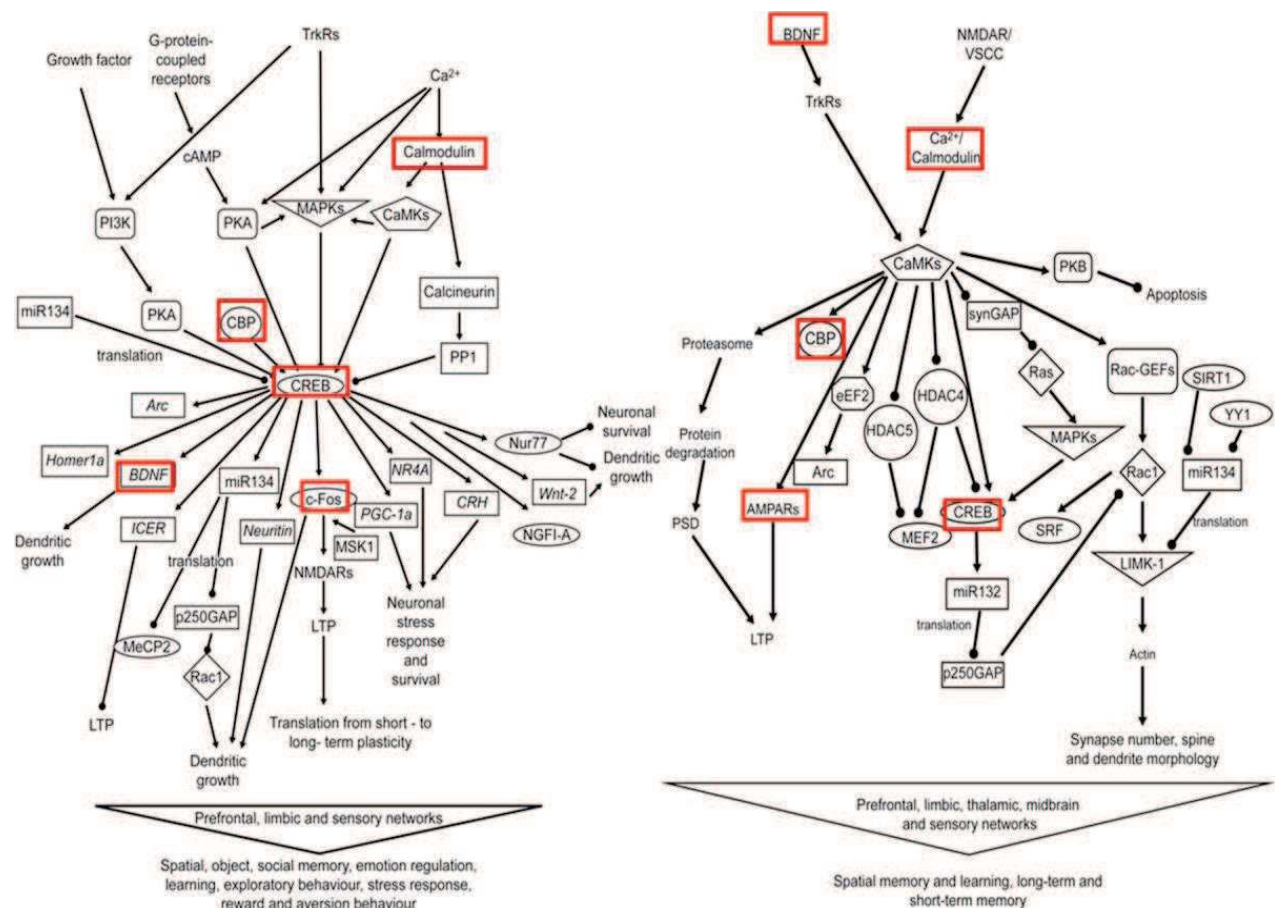 TrkRs
G-protein-
coupled
receptors
Growth factor
Ca²⁺
cAMP
Calmodulin
PI3K
PKA
MAPKs
CaMKs
Calcineurin
miR134
PKA
CBP
translation
PP1
CREB
Arc
Neuronal
survival
Nur77
Homer1a
BDNF
miR134
NR4A
Dendritic
growth
c-Fos
Wnt-2
CRH
PGC-1a
ICER
Neuritin
NGFI-A
Dendritic
growth
MSK1
translation
NMDARs
p250GAP
MeCP2
LTP
Neuronal
stress
response
and
survival
Rac1
LTP
Translation from short - to
long- term plasticity
Dendritic
growth
Prefrontal, limbic and sensory networks
Spatial, object, social memory, emotion regulation,
learning, exploratory behaviour, stress response,
reward and aversion behaviour
BDNF
NMDAR/
VSCC
TrkRs
Ca²⁺/
Calmodulin
CaMKs
PKB
Apoptosis
synGAP
Proteasome
CBP
Ras
Rac-GEFs
SIRT1
eEF2
HDAC4
YY1
HDAC5
Protein
degradation
MAPKs
Arc
Rac1
miR134
AMPARs
PSD
CREB
MEF2
SRF
translation
LIMK-1
miR132
translation
LTP
Actin
p250GAP
Synapse number, spine
and dendrite morphology
Prefrontal, limbic, thalamic, midbrain
and sensory networks
Spatial memory and learning, long-term and
short-term memory